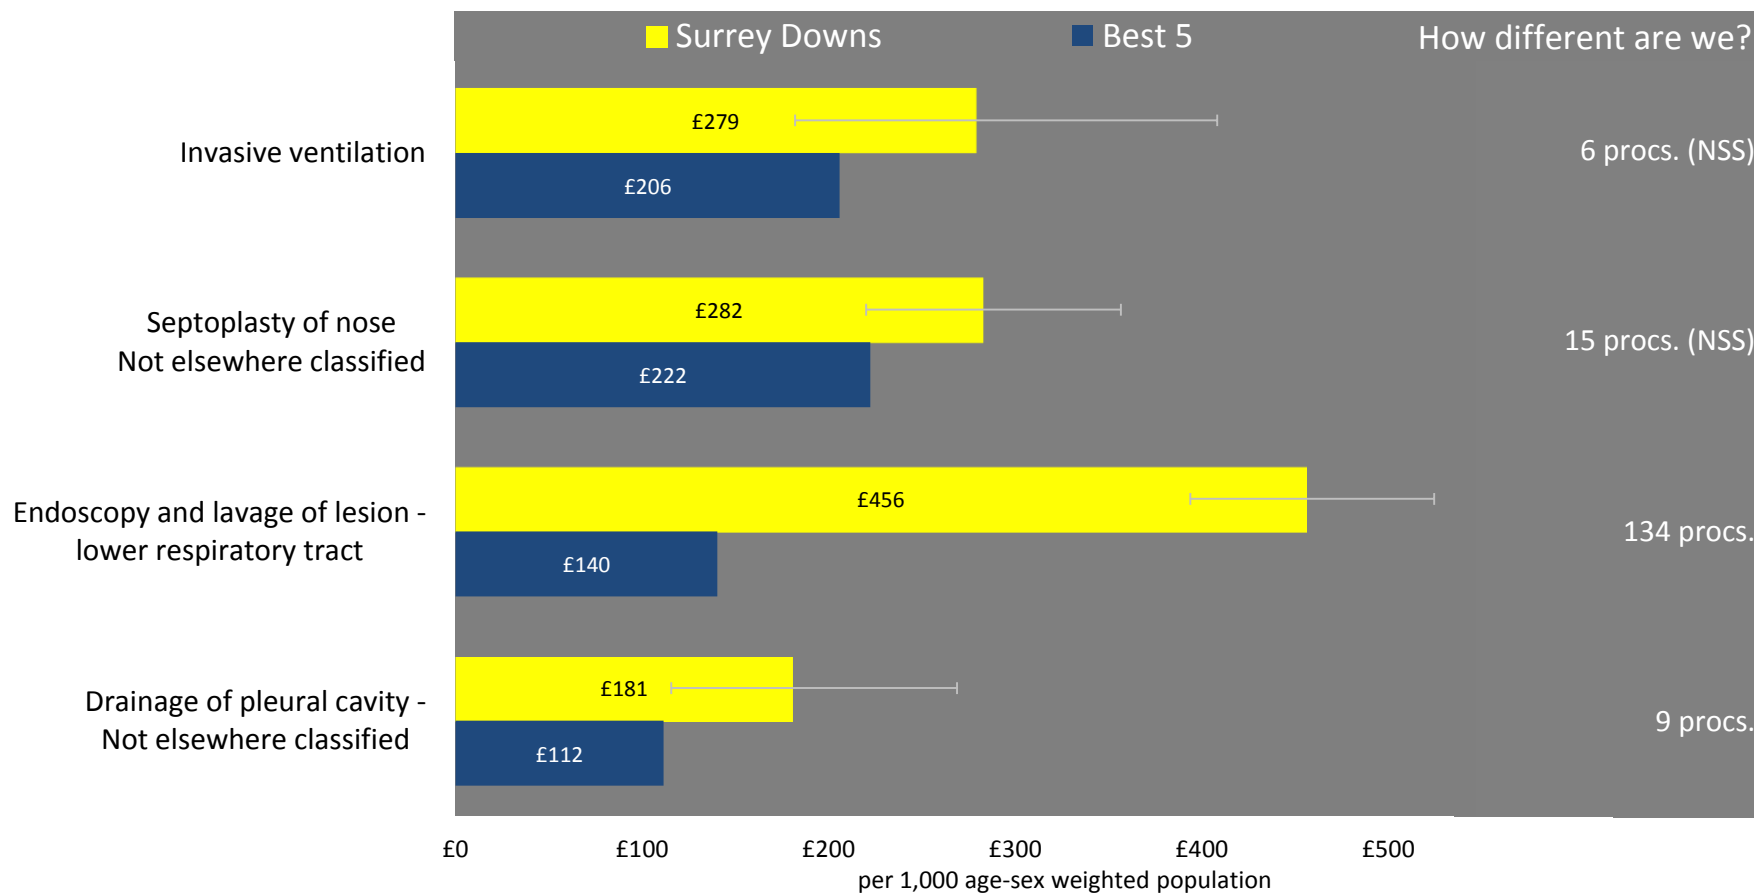 Surrey Downs
Best 5
How different are we?
Invasive ventilation
£279
£206
6 procs. (NSS)
Septoplasty of nose
Not elsewhere classified
£282
£222
15 procs. (NSS)
Endoscopy and lavage of lesion -
lower respiratory tract
£456
£140
134 procs.
Drainage of pleural cavity -
Not elsewhere classified
£181
£112
9 procs.
£0 £100 £200 £300 £400 £500
per 1,000 age-sex weighted population